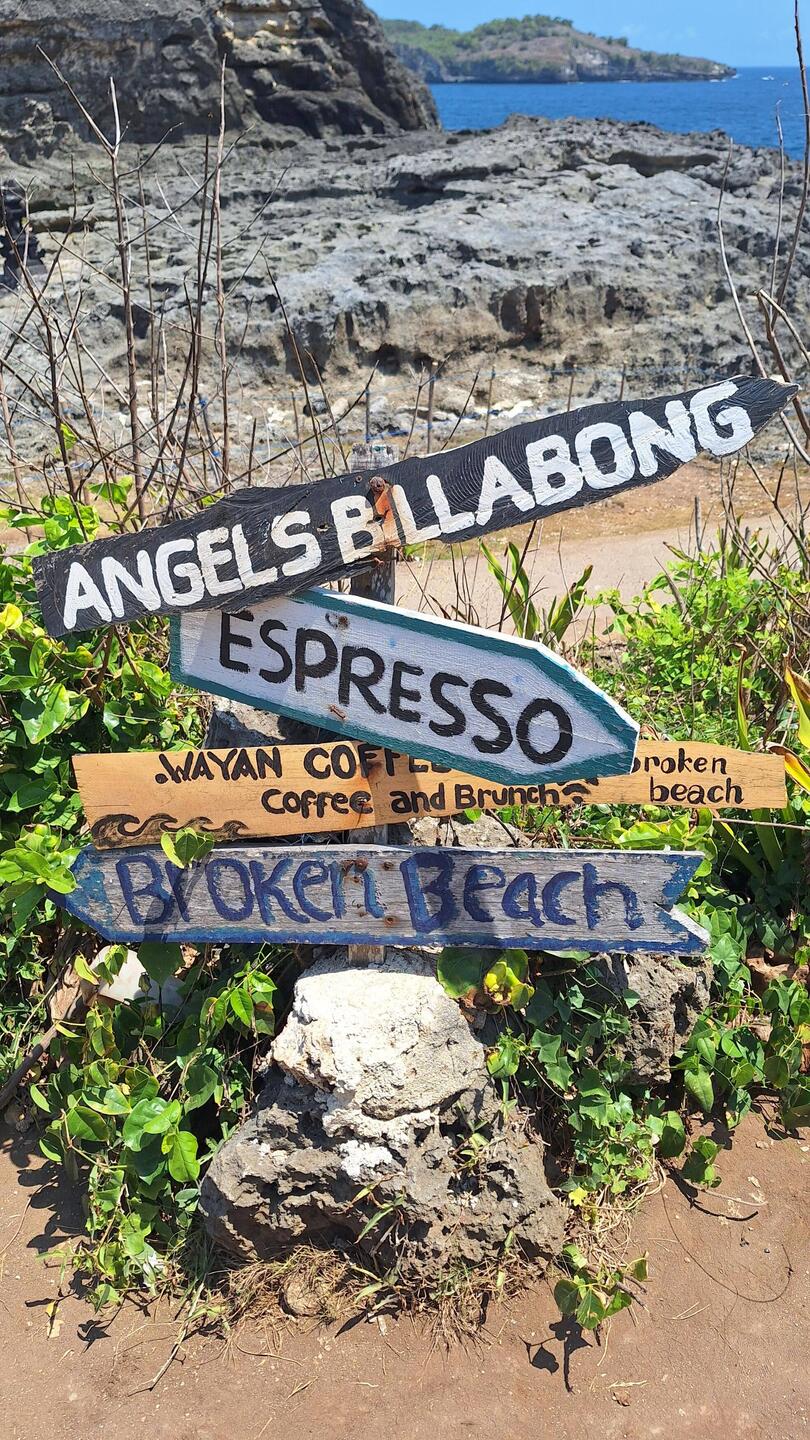 ANGELS BILLABONG
ESPRESSO
.WAYAN COFFEE
Coffee and Brunch
broken
beach
Broken Beach